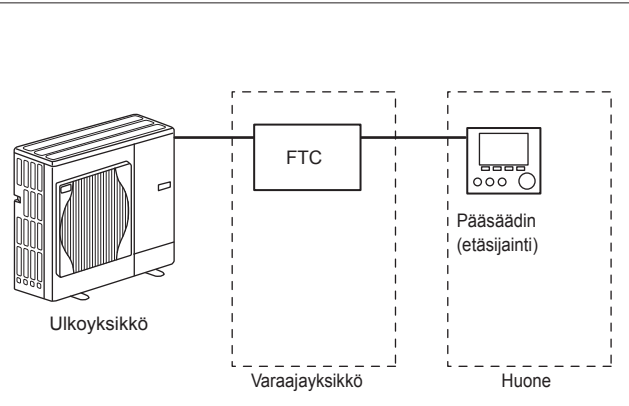 FTC
Pääsäädin
(etäsijainti)
Ulkoyksikkö
Varaajayksikkö
Huone